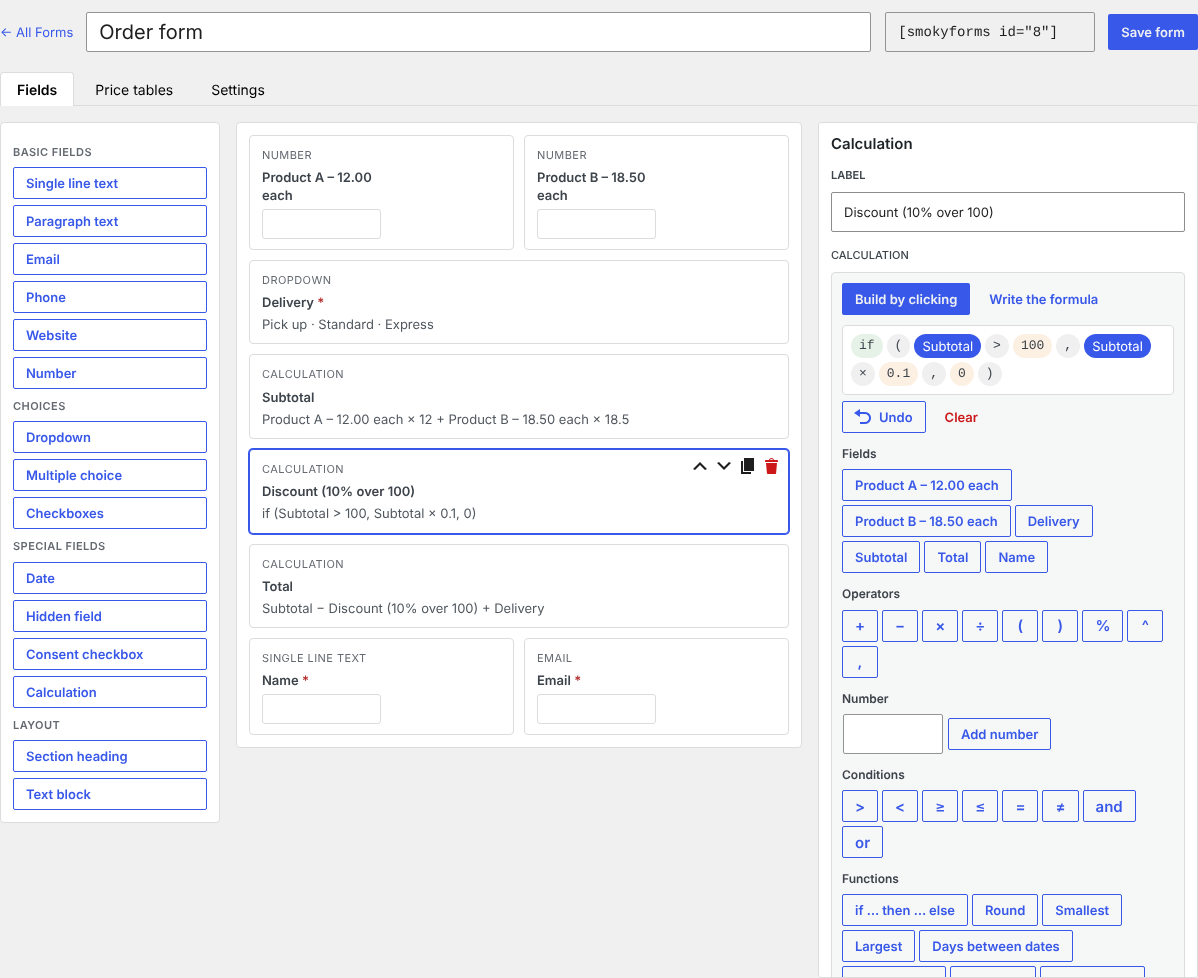 ← All Forms
Order form
[smokyforms id="8"]
Save form
Fields
Price tables
Settings
BASIC FIELDS
Single line text
Paragraph text
Email
Phone
Website
Number
CHOICES
Dropdown
Multiple choice
Checkboxes
SPECIAL FIELDS
Date
Hidden field
Consent checkbox
Calculation
LAYOUT
Section heading
Text block
NUMBER
Product A – 12.00
each
NUMBER
Product B – 18.50
each
DROPDOWN
Delivery *
Pick up · Standard · Express
CALCULATION
Subtotal
Product A – 12.00 each × 12 + Product B – 18.50 each × 18.5
CALCULATION
Discount (10% over 100)
if (Subtotal > 100, Subtotal × 0.1, 0)
CALCULATION
Total
Subtotal − Discount (10% over 100) + Delivery
SINGLE LINE TEXT
Name *
EMAIL
Email *
Calculation
LABEL
Discount (10% over 100)
CALCULATION
Build by clicking
Write the formula
if ( Subtotal > 100 , Subtotal
× 0.1 , 0 )
Undo
Clear
Fields
Product A – 12.00 each
Product B – 18.50 each Delivery
Subtotal Total Name
Operators
+ − × ÷ ( ) % ^
,
Number
Add number
Conditions
> < ≥ ≤ = ≠ and
or
Functions
if ... then ... else Round Smallest
Largest Days between dates